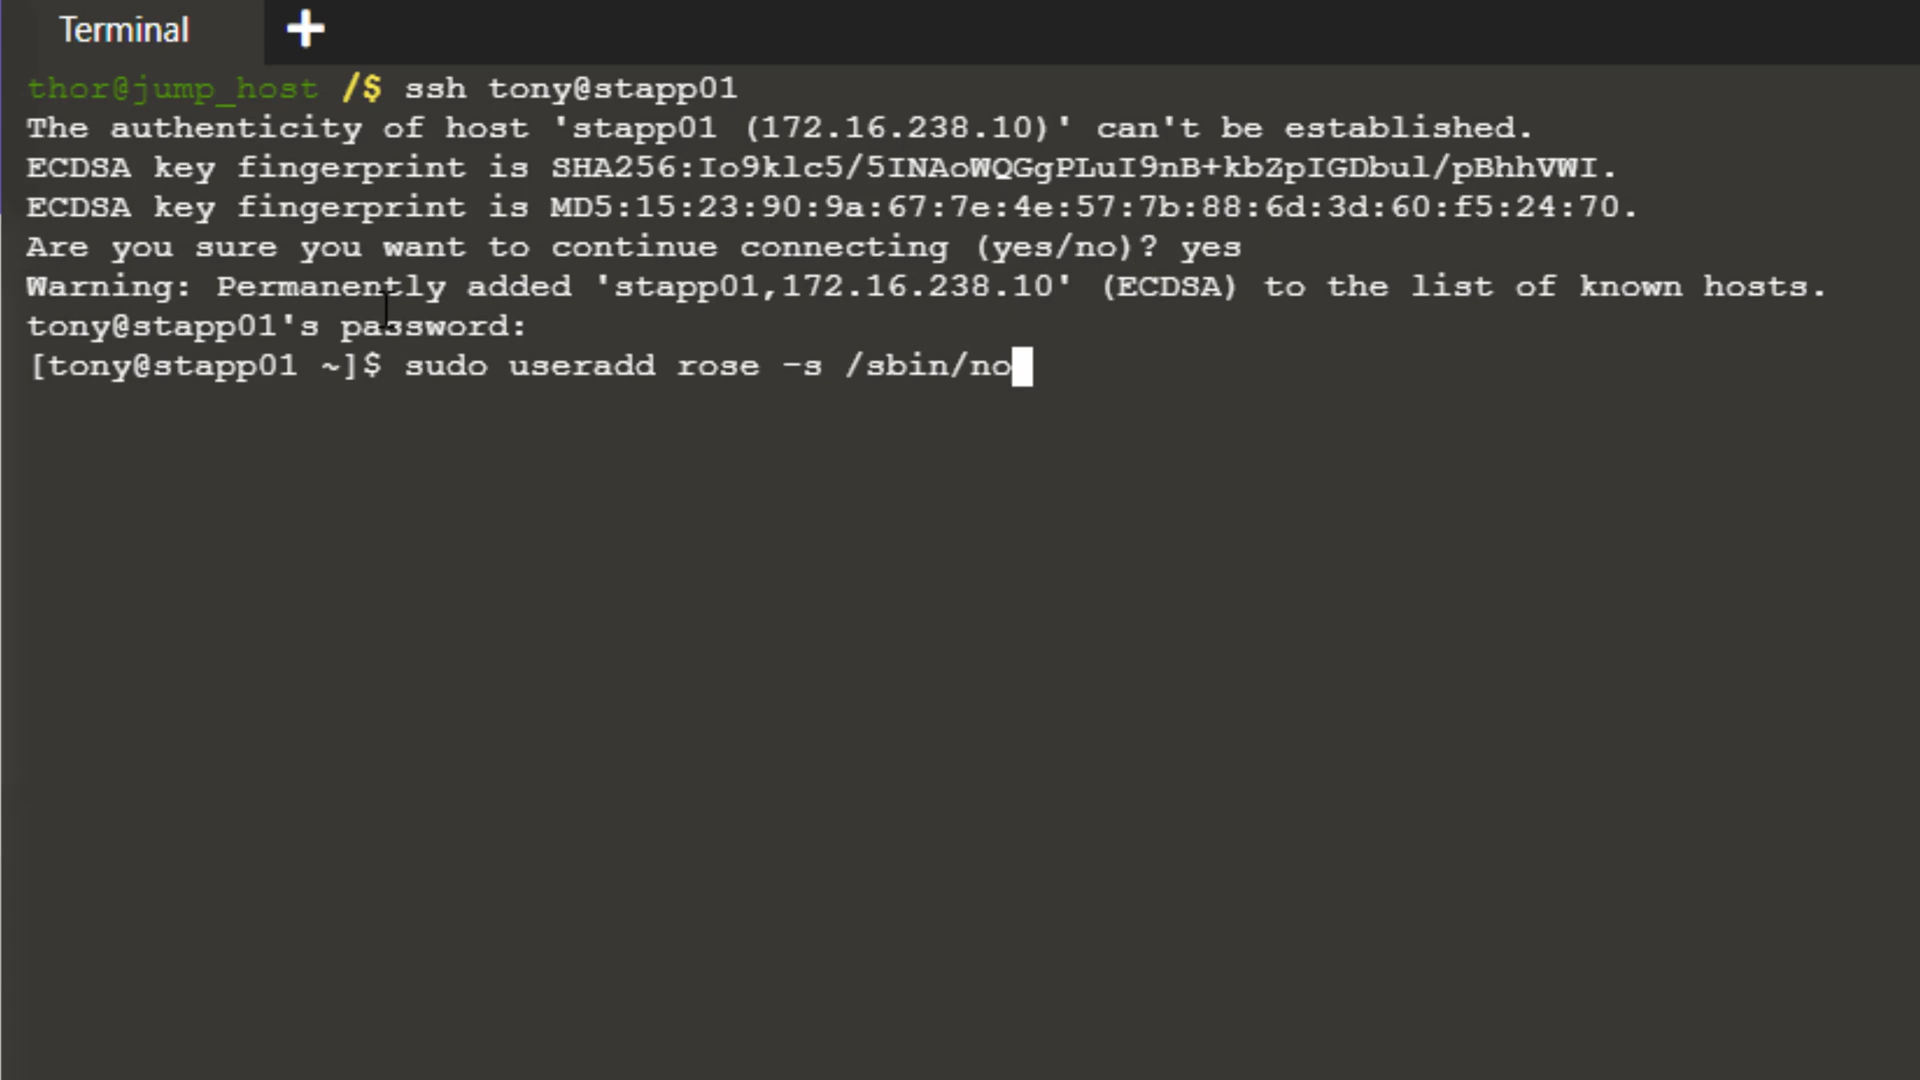 Terminal +
thor@jump_host /$ ssh tony@stapp01
The authenticity of host 'stapp01 (172.16.238.10)' can't be established.
ECDSA key fingerprint is SHA256:Io9klc5/5INAoWQGgPLuI9nB+kbZpIGDbul/pBhhVWI.
ECDSA key fingerprint is MD5:15:23:90:9a:67:7e:4e:57:7b:88:6d:3d:60:f5:24:70.
Are you sure you want to continue connecting (yes/no)? yes
Warning: Permanently added 'stapp01,172.16.238.10' (ECDSA) to the list of known hosts.
tony@stapp01's password:
[tony@stapp01 ~]$ sudo useradd rose -s /sbin/no